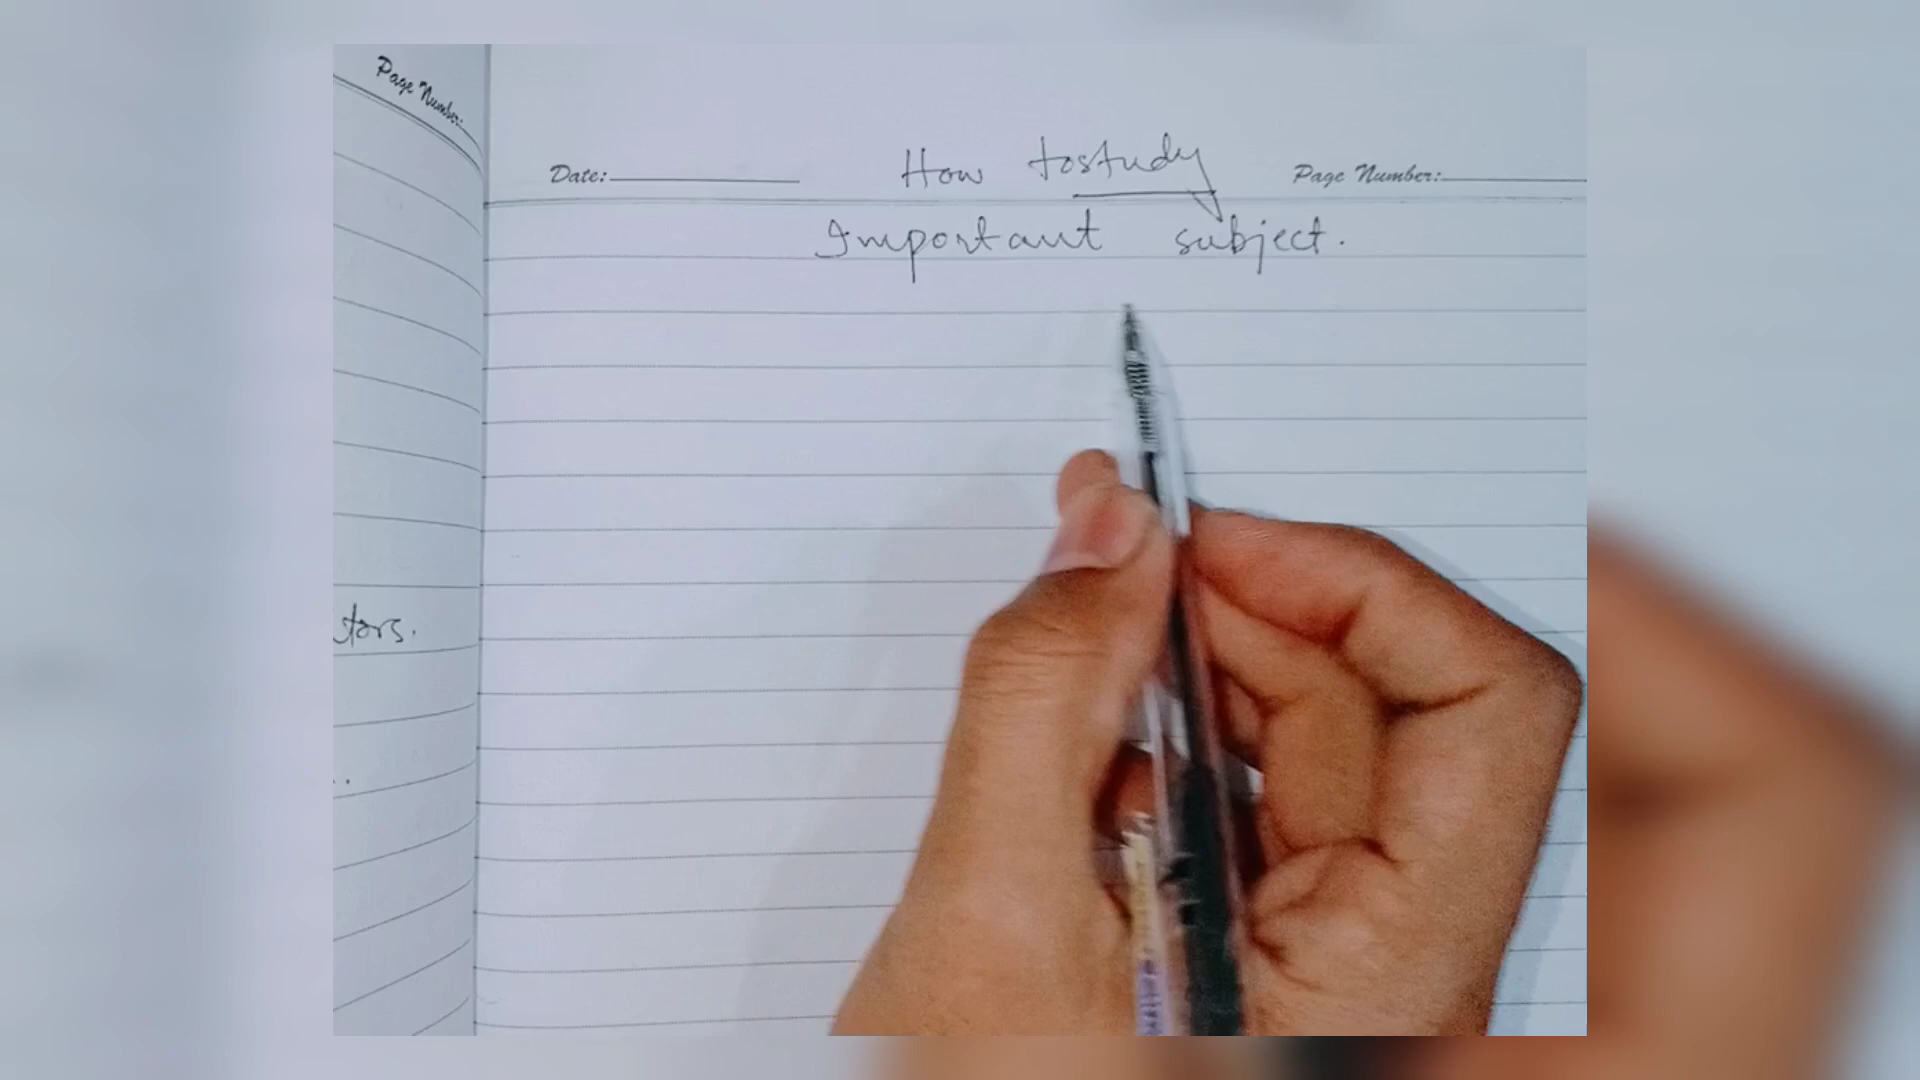 Page Number:
tors.
Date: How tostudy Page Number:
Important subject.